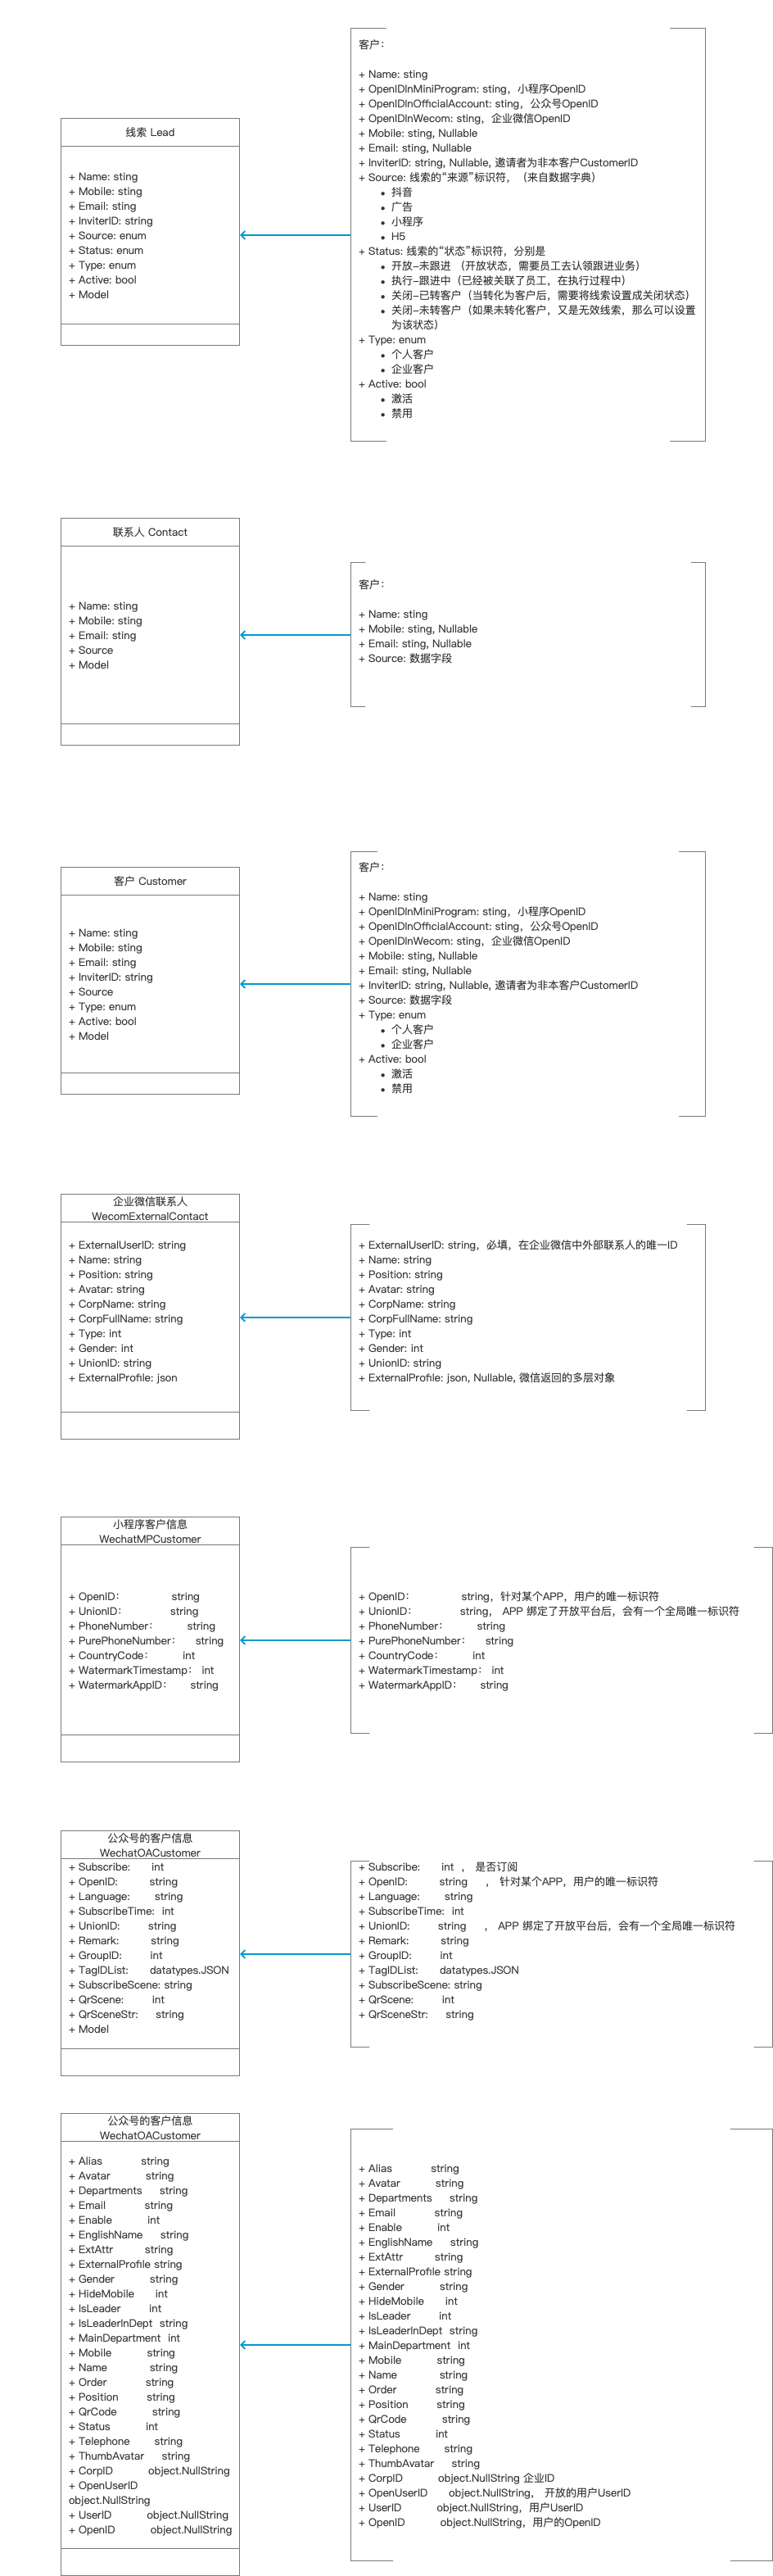 线索 Lead
+ Name: sting
+ Mobile: sting
+ Email: sting
+ InviterID: string
+ Source: enum
+ Status: enum
+ Type: enum
+ Active: bool
+ Model
客户：
+ Name: sting
+ OpenIDInMiniProgram: sting，小程序OpenID
+ OpenIDInOfficialAccount: sting，公众号OpenID
+ OpenIDInWecom: sting，企业微信OpenID
+ Mobile: sting, Nullable
+ Email: sting, Nullable
+ InviterID: string, Nullable, 邀请者为非本客户CustomerID
+ Source: 线索的“来源”标识符，（来自数据字典）
• 抖音
• 广告
• 小程序
• H5
+ Status: 线索的“状态”标识符，分别是
• 开放-未跟进 （开放状态，需要员工去认领跟进业务）
• 执行-跟进中（已经被关联了员工，在执行过程中）
• 关闭-已转客户（当转化为客户后，需要将线索设置成关闭状态）
• 关闭-未转客户（如果未转化客户，又是无效线索，那么可以设置
为该状态）
+ Type: enum
• 个人客户
• 企业客户
+ Active: bool
• 激活
• 禁用
联系人 Contact
+ Name: sting
+ Mobile: sting
+ Email: sting
+ Source
+ Model
客户：
+ Name: sting
+ Mobile: sting, Nullable
+ Email: sting, Nullable
+ Source: 数据字段
客户 Customer
+ Name: sting
+ Mobile: sting
+ Email: sting
+ InviterID: string
+ Source
+ Type: enum
+ Active: bool
+ Model
客户：
+ Name: sting
+ OpenIDInMiniProgram: sting，小程序OpenID
+ OpenIDInOfficialAccount: sting，公众号OpenID
+ OpenIDInWecom: sting，企业微信OpenID
+ Mobile: sting, Nullable
+ Email: sting, Nullable
+ InviterID: string, Nullable, 邀请者为非本客户CustomerID
+ Source: 数据字段
+ Type: enum
• 个人客户
• 企业客户
+ Active: bool
• 激活
• 禁用
企业微信联系人
WecomExternalContact
+ ExternalUserID: string
+ Name: string
+ Position: string
+ Avatar: string
+ CorpName: string
+ CorpFullName: string
+ Type: int
+ Gender: int
+ UnionID: string
+ ExternalProfile: json
+ ExternalUserID: string，必填，在企业微信中外部联系人的唯一ID
+ Name: string
+ Position: string
+ Avatar: string
+ CorpName: string
+ CorpFullName: string
+ Type: int
+ Gender: int
+ UnionID: string
+ ExternalProfile: json, Nullable, 微信返回的多层对象
小程序客户信息
WechatMPCustomer
+ OpenID： string
+ UnionID： string
+ PhoneNumber： string
+ PurePhoneNumber： string
+ CountryCode： int
+ WatermarkTimestamp： int
+ WatermarkAppID： string
+ OpenID： string，针对某个APP，用户的唯一标识符
+ UnionID： string， APP 绑定了开放平台后，会有一个全局唯一标识符
+ PhoneNumber： string
+ PurePhoneNumber： string
+ CountryCode： int
+ WatermarkTimestamp： int
+ WatermarkAppID： string
公众号的客户信息
WechatOACustomer
+ Subscribe: int
+ OpenID: string
+ Language: string
+ SubscribeTime: int
+ UnionID: string
+ Remark: string
+ GroupID: int
+ TagIDList: datatypes.JSON
+ SubscribeScene: string
+ QrScene: int
+ QrSceneStr: string
+ Model
+ Subscribe: int ， 是否订阅
+ OpenID: string ， 针对某个APP，用户的唯一标识符
+ Language: string
+ SubscribeTime: int
+ UnionID: string ， APP 绑定了开放平台后，会有一个全局唯一标识符
+ Remark: string
+ GroupID: int
+ TagIDList: datatypes.JSON
+ SubscribeScene: string
+ QrScene: int
+ QrSceneStr: string
公众号的客户信息
WechatOACustomer
+ Alias string
+ Avatar string
+ Departments string
+ Email string
+ Enable int
+ EnglishName string
+ ExtAttr string
+ ExternalProfile string
+ Gender string
+ HideMobile int
+ IsLeader int
+ IsLeaderInDept string
+ MainDepartment int
+ Mobile string
+ Name string
+ Order string
+ Position string
+ QrCode string
+ Status int
+ Telephone string
+ ThumbAvatar string
+ CorpID object.NullString
+ OpenUserID
object.NullString
+ UserID object.NullString
+ OpenID object.NullString
+ Alias string
+ Avatar string
+ Departments string
+ Email string
+ Enable int
+ EnglishName string
+ ExtAttr string
+ ExternalProfile string
+ Gender string
+ HideMobile int
+ IsLeader int
+ IsLeaderInDept string
+ MainDepartment int
+ Mobile string
+ Name string
+ Order string
+ Position string
+ QrCode string
+ Status int
+ Telephone string
+ ThumbAvatar string
+ CorpID object.NullString 企业ID
+ OpenUserID object.NullString， 开放的用户UserID
+ UserID object.NullString，用户UserID
+ OpenID object.NullString，用户的OpenID